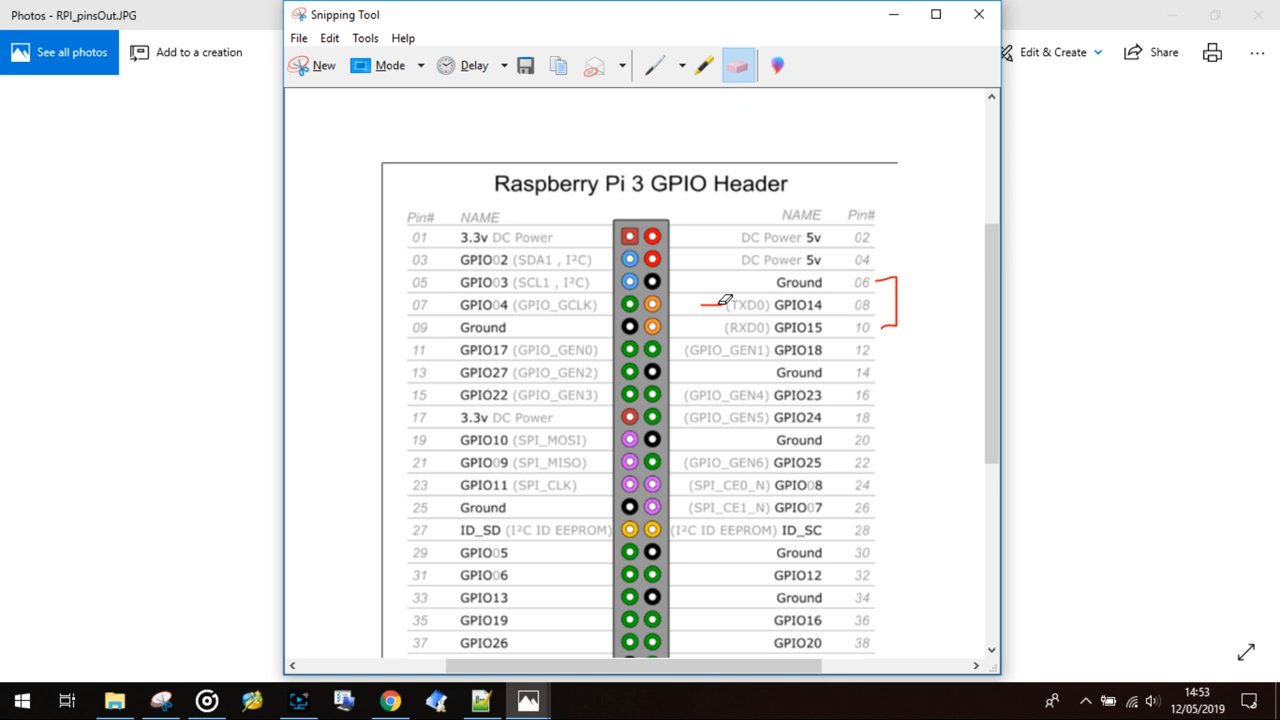 Photos - RPI_pinsOut.JPG
Snipping Tool
File Edit Tools Help
See all photos
Add to a creation
New Mode Delay
Edit & Create Share
Raspberry Pi 3 GPIO Header
Pin# NAME NAME Pin#
01 3.3v DC Power DC Power 5v 02
03 GPIO02 (SDA1 , I²C) DC Power 5v 04
05 GPIO03 (SCL1 , I²C) Ground 06
07 GPIO04 (GPIO_GCLK) (TXD0) GPIO14 08
09 Ground (RXD0) GPIO15 10
11 GPIO17 (GPIO_GEN0) (GPIO_GEN1) GPIO18 12
13 GPIO27 (GPIO_GEN2) Ground 14
15 GPIO22 (GPIO_GEN3) (GPIO_GEN4) GPIO23 16
17 3.3v DC Power (GPIO_GEN5) GPIO24 18
19 GPIO10 (SPI_MOSI) Ground 20
21 GPIO09 (SPI_MISO) (GPIO_GEN6) GPIO25 22
23 GPIO11 (SPI_CLK) (SPI_CE0_N) GPIO08 24
25 Ground (SPI_CE1_N) GPIO07 26
27 ID_SD (I²C ID EEPROM) (I²C ID EEPROM) ID_SC 28
29 GPIO05 Ground 30
31 GPIO06 GPIO12 32
33 GPIO13 Ground 34
35 GPIO19 GPIO16 36
37 GPIO26 GPIO20 38
14:53
12/05/2019